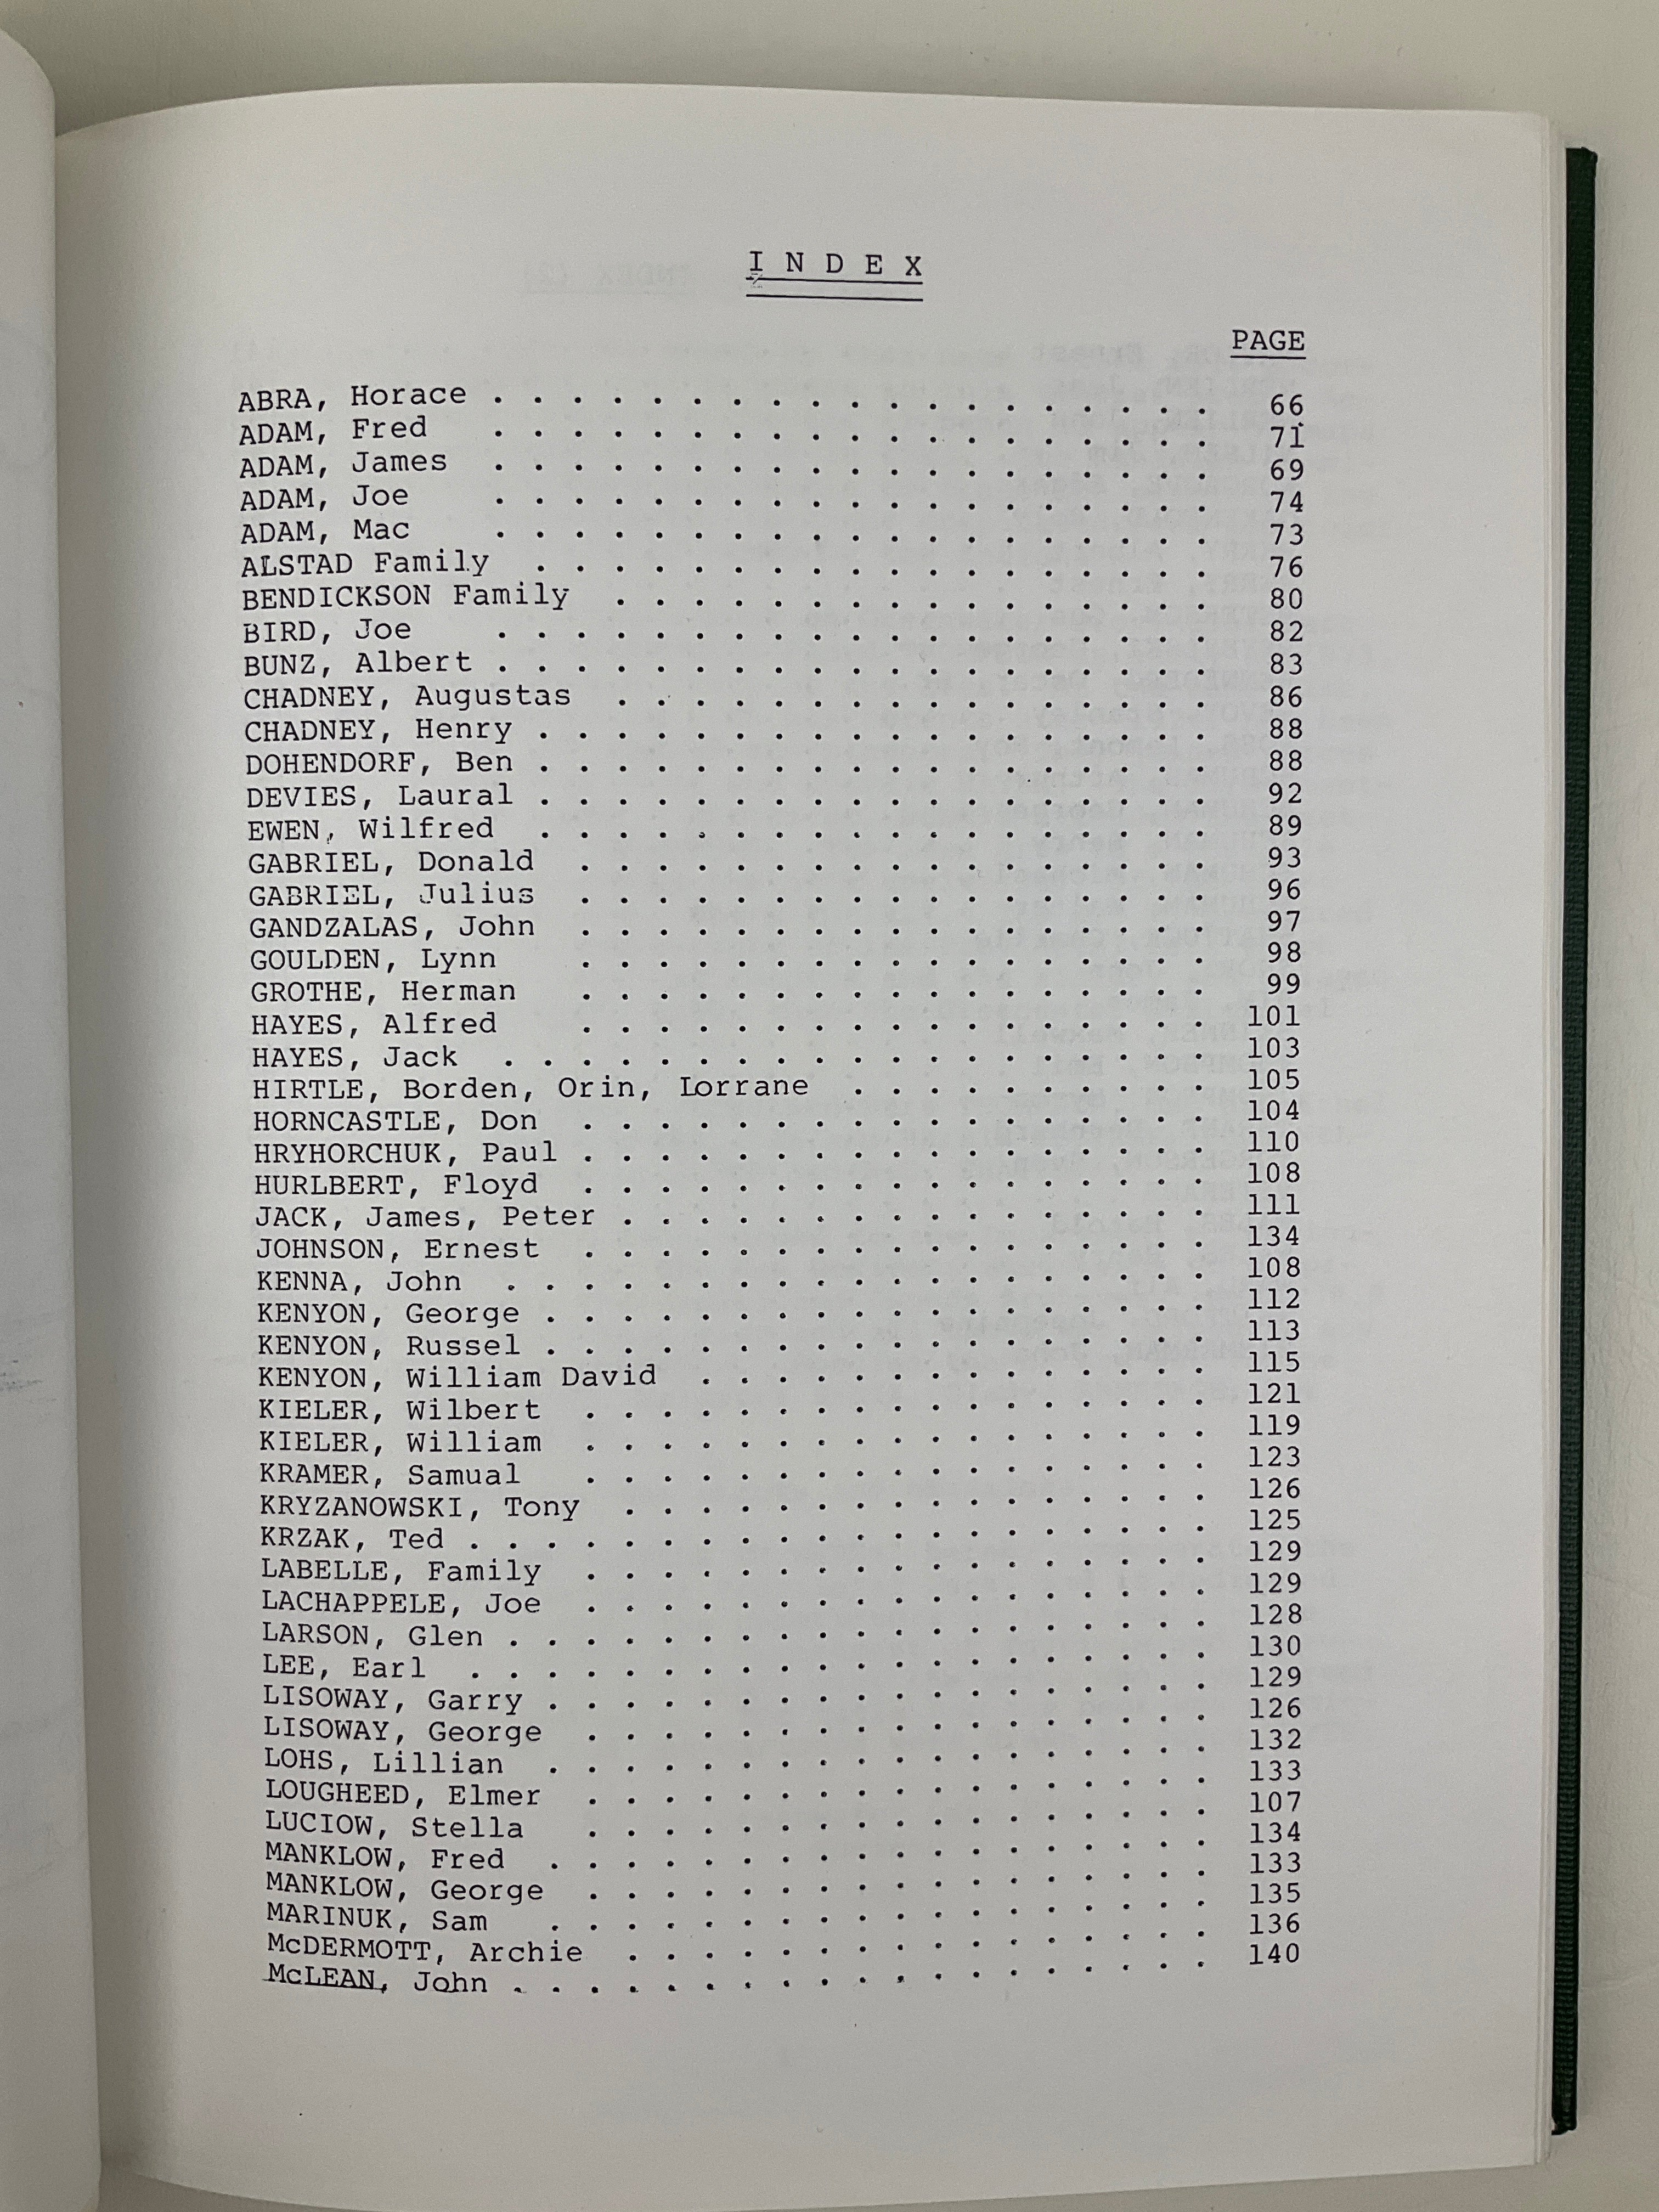 I N D E X
PAGE
ABRA, Horace . . . . . . . . . . . . . . . . . . . 66
ADAM, Fred . . . . . . . . . . . . . . . . . . . 71
ADAM, James . . . . . . . . . . . . . . . . . . . 69
ADAM, Joe . . . . . . . . . . . . . . . . . . . 74
ADAM, Mac . . . . . . . . . . . . . . . . . . . 73
ALSTAD Family . . . . . . . . . . . . . . . . . . 76
BENDICKSON Family . . . . . . . . . . . . . . . . 80
BIRD, Joe . . . . . . . . . . . . . . . . . . . 82
BUNZ, Albert . . . . . . . . . . . . . . . . . . . 83
CHADNEY, Augustas . . . . . . . . . . . . . . . . 86
CHADNEY, Henry . . . . . . . . . . . . . . . . . . 88
DOHENDORF, Ben . . . . . . . . . . . . . . . . . . 88
DEVIES, Laural . . . . . . . . . . . . . . . . . . 92
EWEN, Wilfred . . . . . . . . . . . . . . . . . . 89
GABRIEL, Donald . . . . . . . . . . . . . . . . . 93
GABRIEL, Julius . . . . . . . . . . . . . . . . . 96
GANDZALAS, John . . . . . . . . . . . . . . . . . 97
GOULDEN, Lynn . . . . . . . . . . . . . . . . . 98
GROTHE, Herman . . . . . . . . . . . . . . . . . 99
HAYES, Alfred . . . . . . . . . . . . . . . . . 101
HAYES, Jack . . . . . . . . . . . . . . . . . . . 103
HIRTLE, Borden, Orin, Lorrane . . . . . . . . . . 105
HORNCASTLE, Don . . . . . . . . . . . . . . . . . 104
HRYHORCHUK, Paul . . . . . . . . . . . . . . . . . 110
HURLBERT, Floyd . . . . . . . . . . . . . . . . . 108
JACK, James, Peter . . . . . . . . . . . . . . . . 111
JOHNSON, Ernest . . . . . . . . . . . . . . . . . 134
KENNA, John . . . . . . . . . . . . . . . . . . . 108
KENYON, George . . . . . . . . . . . . . . . . . . 112
KENYON, Russel . . . . . . . . . . . . . . . . . . 113
KENYON, William David . . . . . . . . . . . . . . 115
KIELER, Wilbert . . . . . . . . . . . . . . . . . 121
KIELER, William . . . . . . . . . . . . . . . . . 119
KRAMER, Samual . . . . . . . . . . . . . . . . . 123
KRYZANOWSKI, Tony . . . . . . . . . . . . . . . . 126
KRZAK, Ted . . . . . . . . . . . . . . . . . . . . 125
LABELLE, Family . . . . . . . . . . . . . . . . . 129
LACHAPPELE, Joe . . . . . . . . . . . . . . . . . 129
LARSON, Glen . . . . . . . . . . . . . . . . . . . 128
LEE, Earl . . . . . . . . . . . . . . . . . . . . 130
LISOWAY, Garry . . . . . . . . . . . . . . . . . . 129
LISOWAY, George . . . . . . . . . . . . . . . . . 126
LOHS, Lillian . . . . . . . . . . . . . . . . . . 132
LOUGHEED, Elmer . . . . . . . . . . . . . . . . . 133
LUCIOW, Stella . . . . . . . . . . . . . . . . . 107
MANKLOW, Fred . . . . . . . . . . . . . . . . . . 134
MANKLOW, George . . . . . . . . . . . . . . . . . 133
MARINUK, Sam . . . . . . . . . . . . . . . . . . 135
McDERMOTT, Archie . . . . . . . . . . . . . . . . 136
McLEAN, John . . . . . . . . . . . . . . . . . . . 140